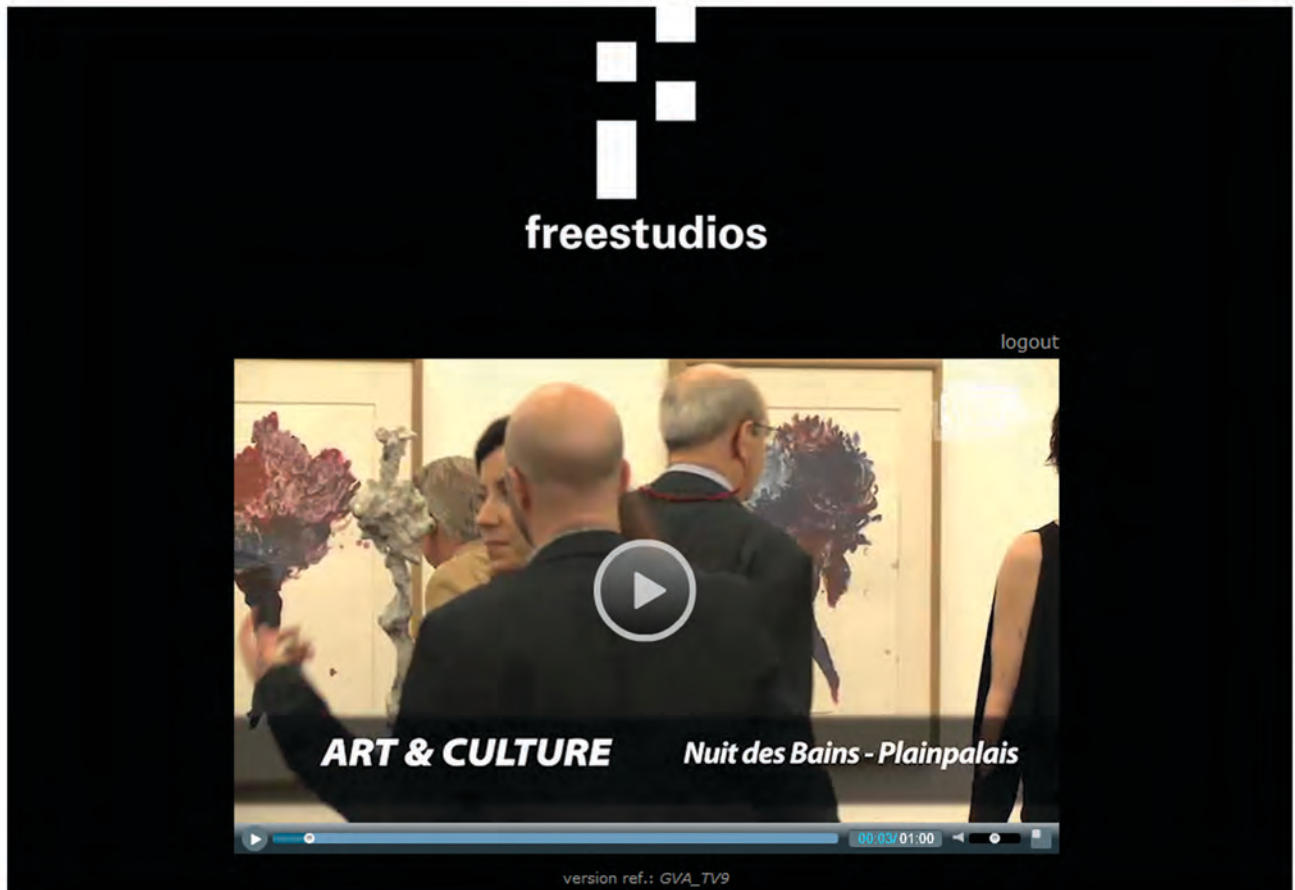 freestudios
logout
ART & CULTURE Nuit des Bains - Plainpalais
00:03/01:00
version ref.: GVA_TV9